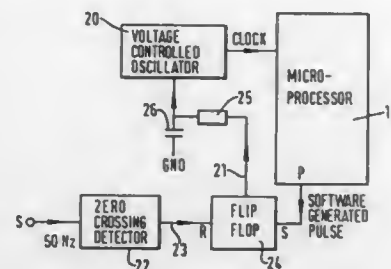 20
VOLTAGE
CONTROLLED
OSCILLATOR
CLOCK
MICRO-
PROCESSOR
1
26
25
GND
21
P
SOFTWARE
GENERATED
PULSE
S
50 Hz
ZERO
CROSSING
DETECTOR
22
23
R
FLIP
FLOP
S
24